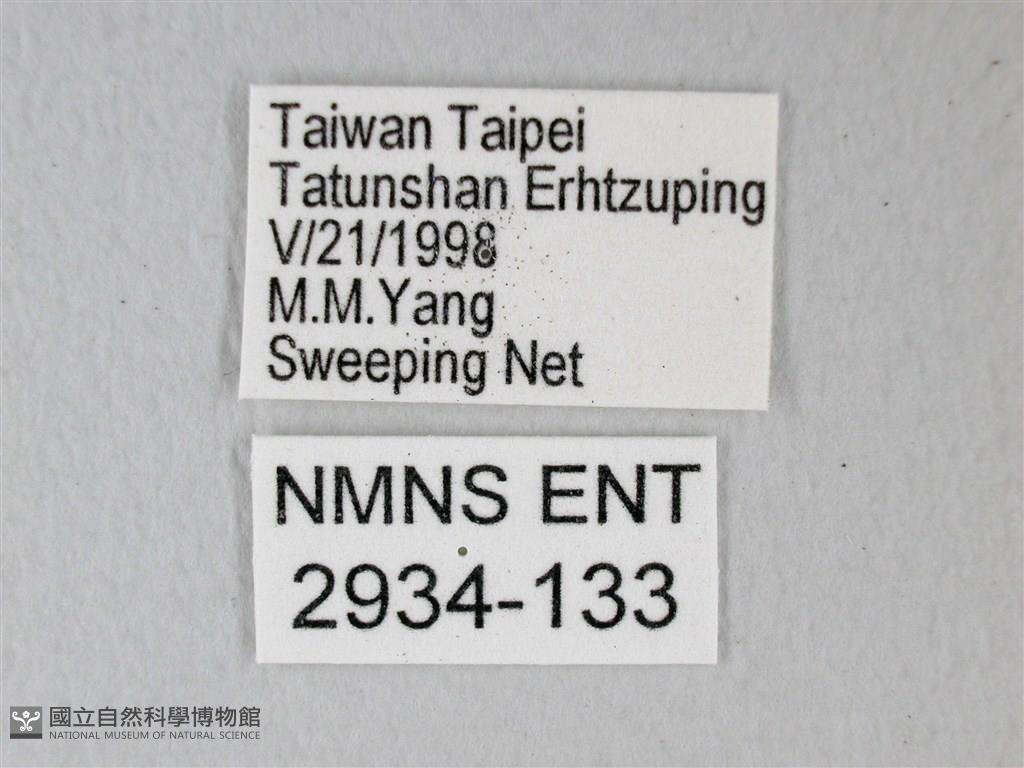 Taiwan Taipei
Tatunshan Erhtzuping
V/21/1998
M.M.Yang
Sweeping Net
NMNS ENT
2934-133
國立自然科學博物館
NATIONAL MUSEUM OF NATURAL SCIENCE